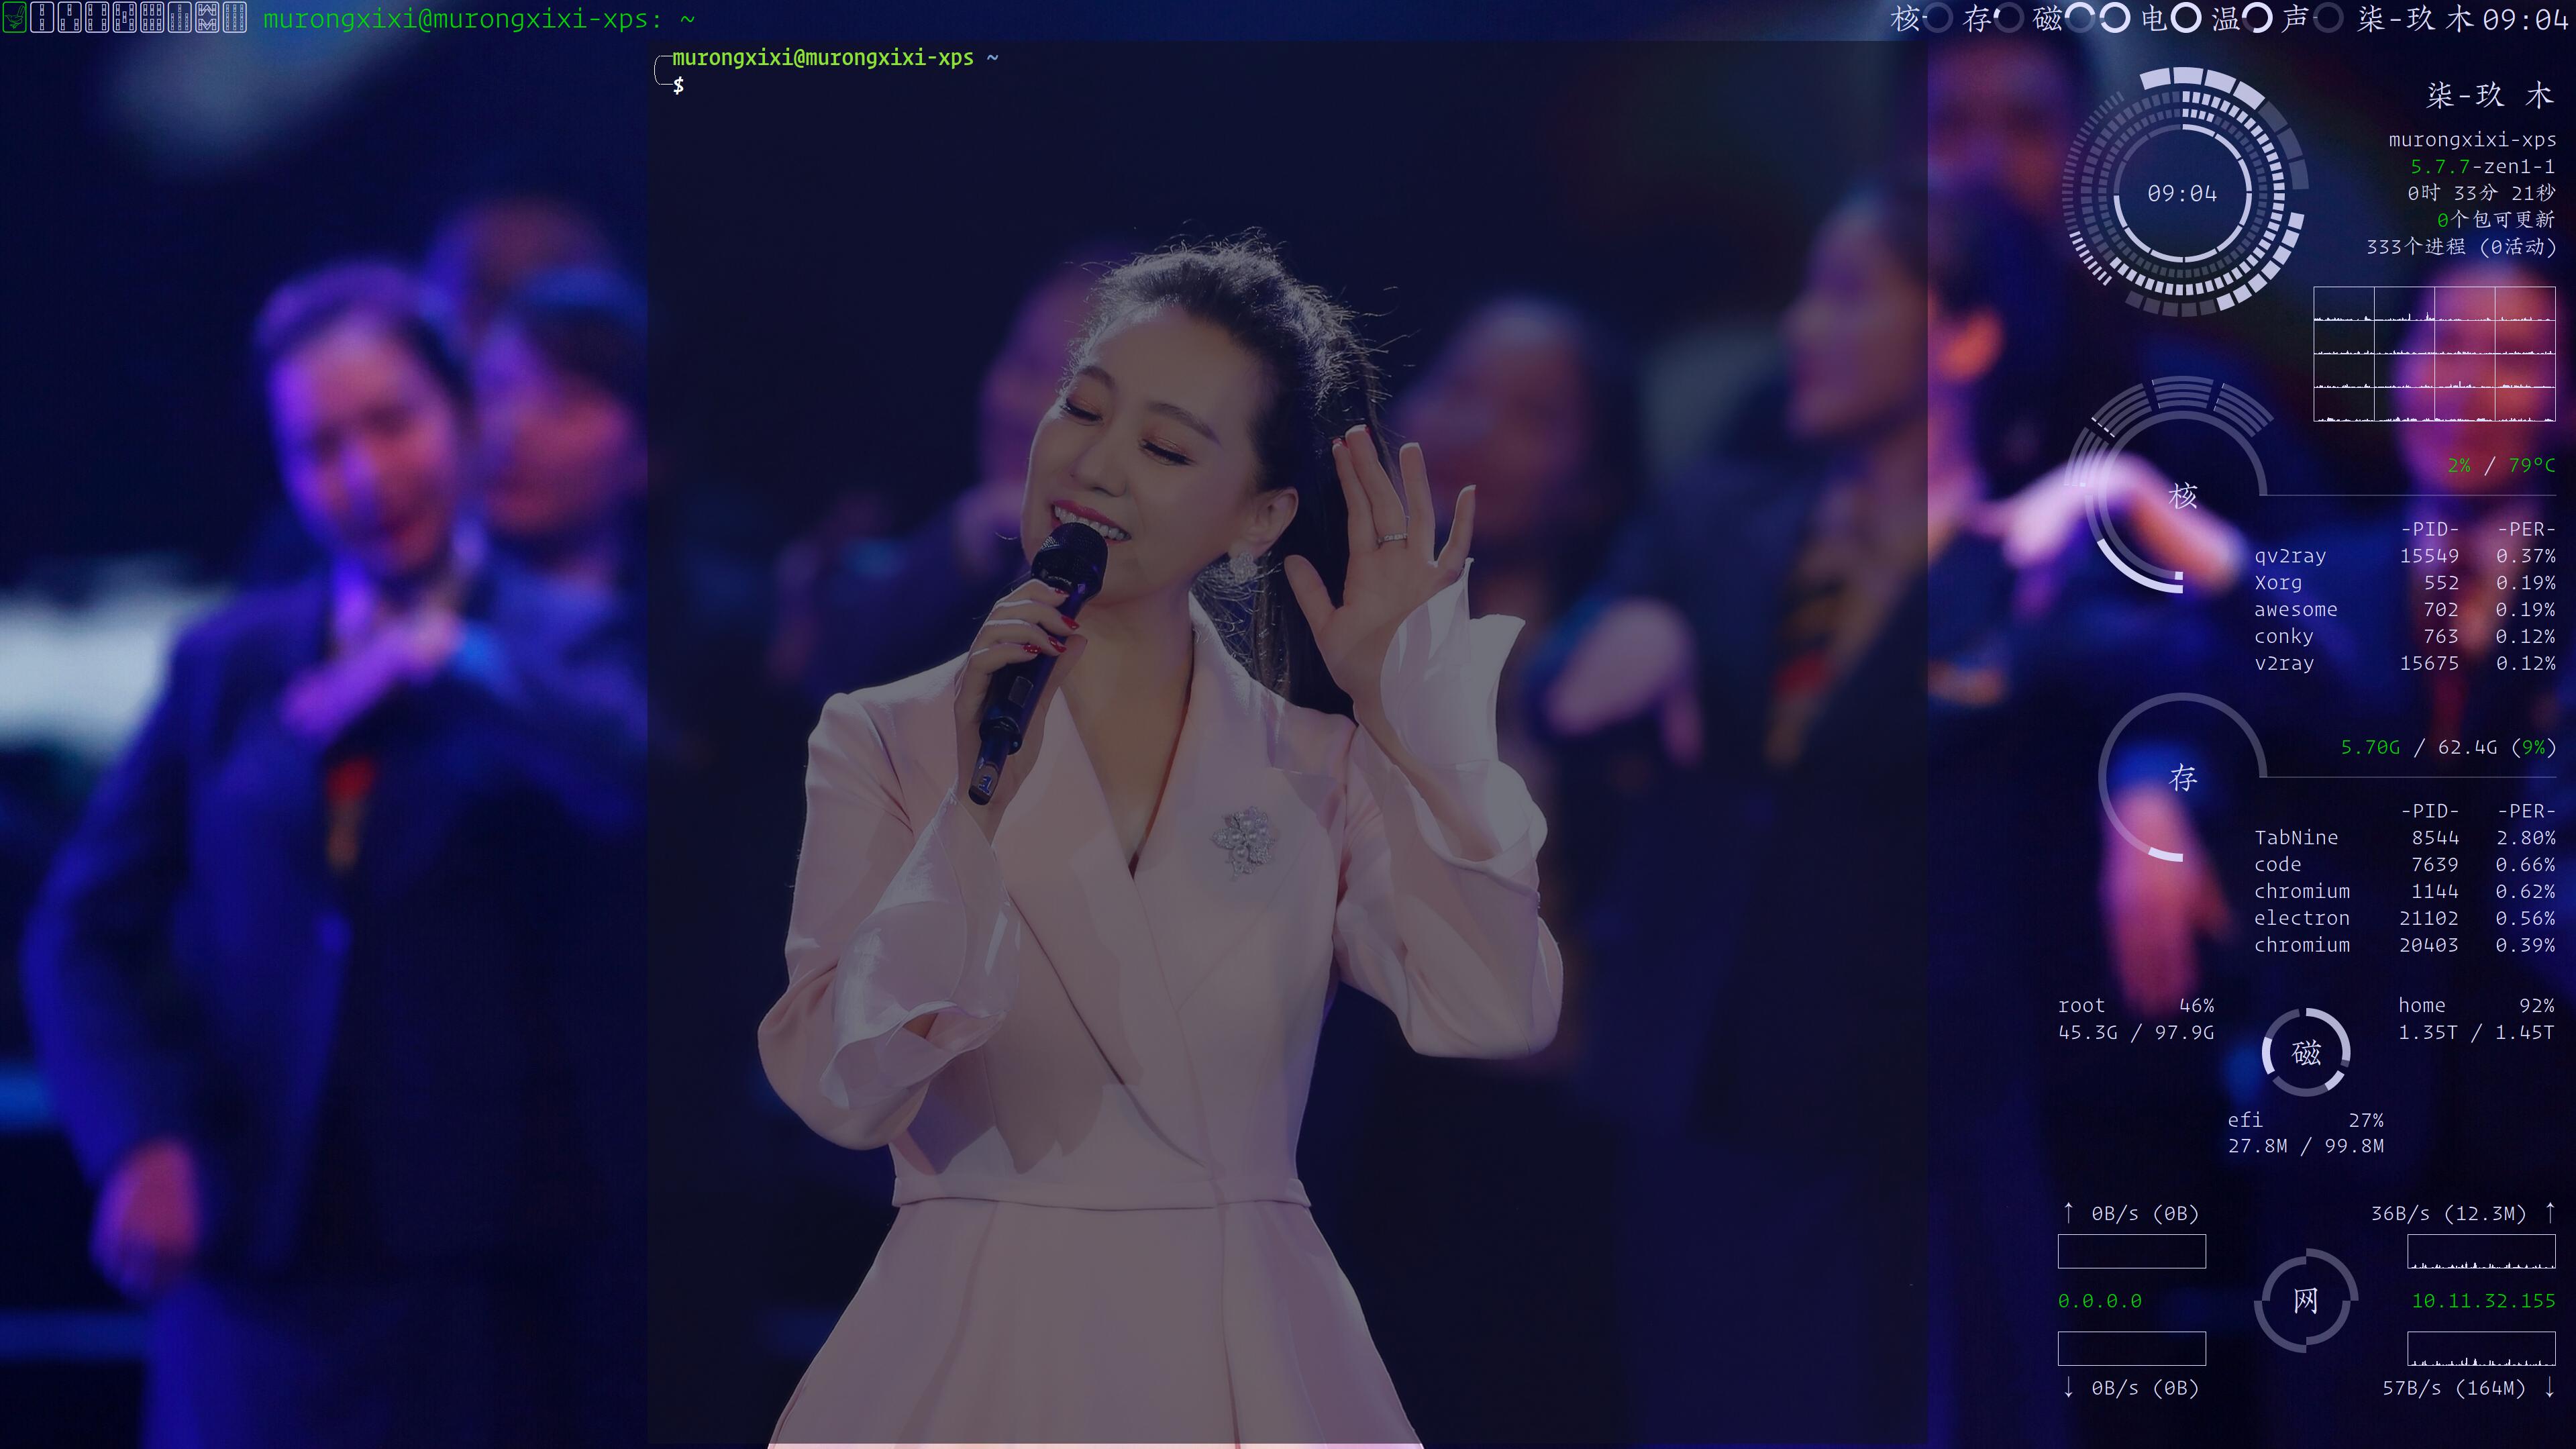 murongxixi@murongxixi-xps: ~
核 存 磁 电 温 声 柒-玖 木 09:04
murongxixi@murongxixi-xps ~
$
09:04
柒-玖 木
murongxixi-xps
5.7.7-zen1-1
0时 33分 21秒
0个包可更新
333个进程 (0活动)
核
2% / 79°C
-PID- -PER-
qv2ray 15549 0.37%
Xorg 552 0.19%
awesome 702 0.19%
conky 763 0.12%
v2ray 15675 0.12%
存
5.70G / 62.4G (9%)
-PID- -PER-
TabNine 8544 2.80%
code 7639 0.66%
chromium 1144 0.62%
electron 21102 0.56%
chromium 20403 0.39%
root 46% home 92%
45.3G / 97.9G 1.35T / 1.45T
磁
efi 27%
27.8M / 99.8M
↑ 0B/s (0B) 36B/s (12.3M) ↑
0.0.0.0 网 10.11.32.155
↓ 0B/s (0B) 57B/s (164M) ↓